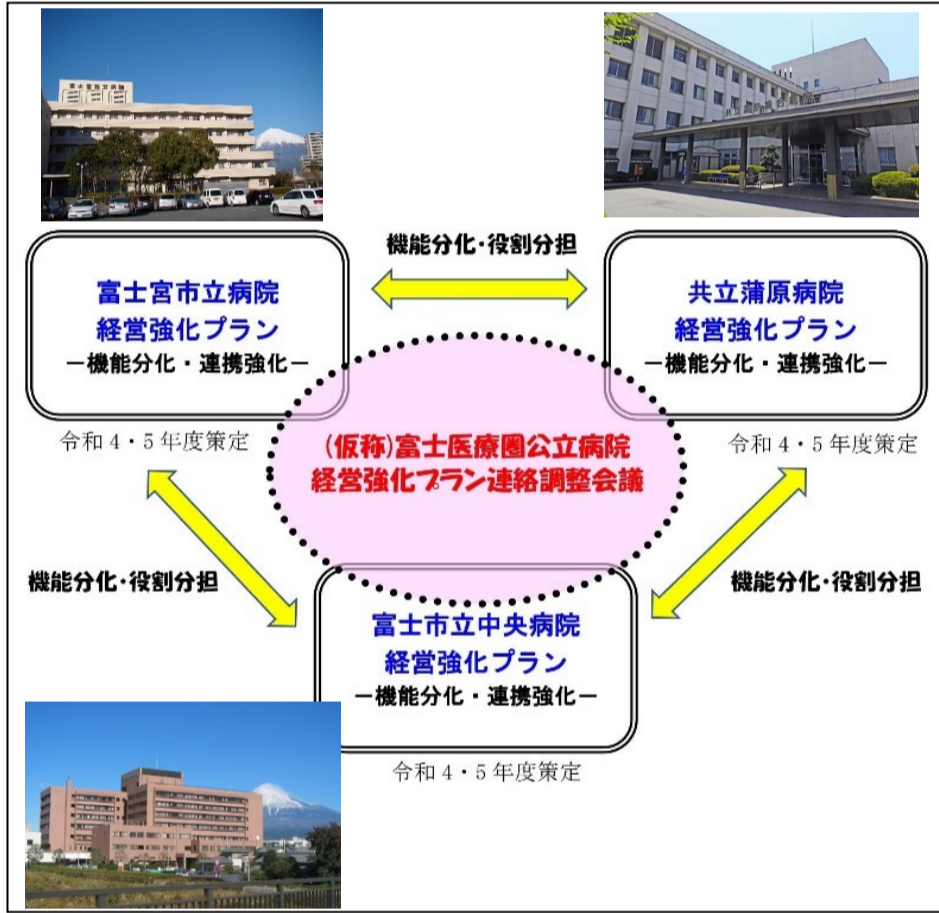 富士宮市立病院
機能分化・役割分担
富士宮市立病院
経営強化プラン
－機能分化・連携強化－
令和４・５年度策定
共立蒲原病院
経営強化プラン
－機能分化・連携強化－
令和４・５年度策定
(仮称)富士医療圏公立病院
経営強化プラン連絡調整会議
機能分化・役割分担
機能分化・役割分担
富士市立中央病院
経営強化プラン
－機能分化・連携強化－
令和４・５年度策定